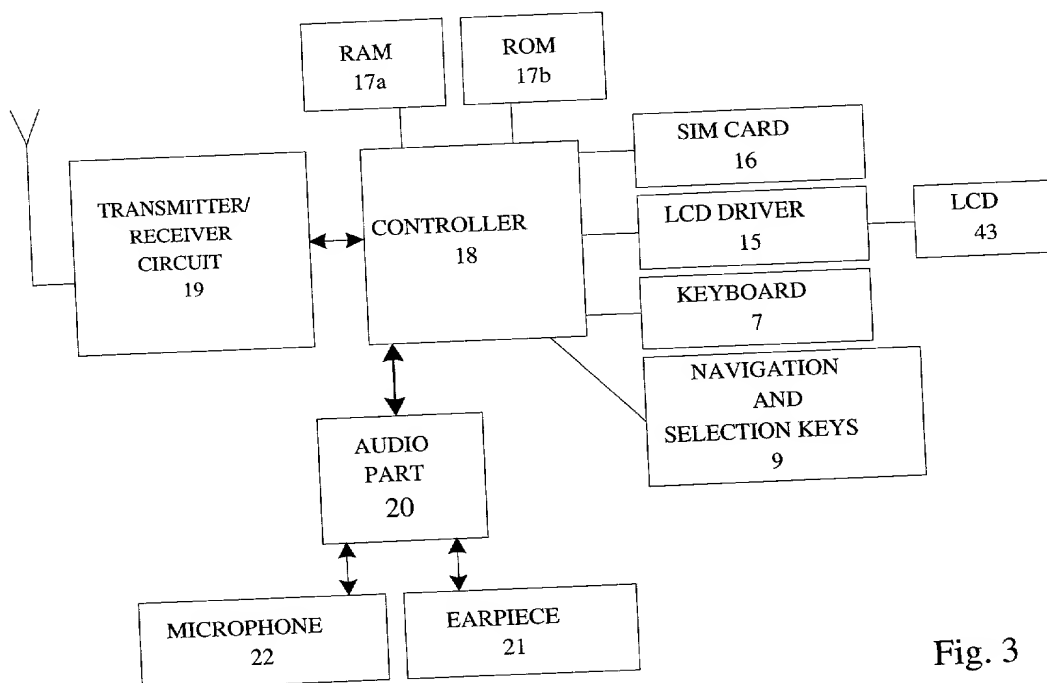 RAM
17a
ROM
17b
SIM CARD
16
TRANSMITTER/
RECEIVER
CIRCUIT
19
CONTROLLER
18
LCD DRIVER
15
LCD
43
KEYBOARD
7
NAVIGATION
AND
SELECTION KEYS
9
AUDIO
PART
20
MICROPHONE
22
EARPIECE
21
Fig. 3